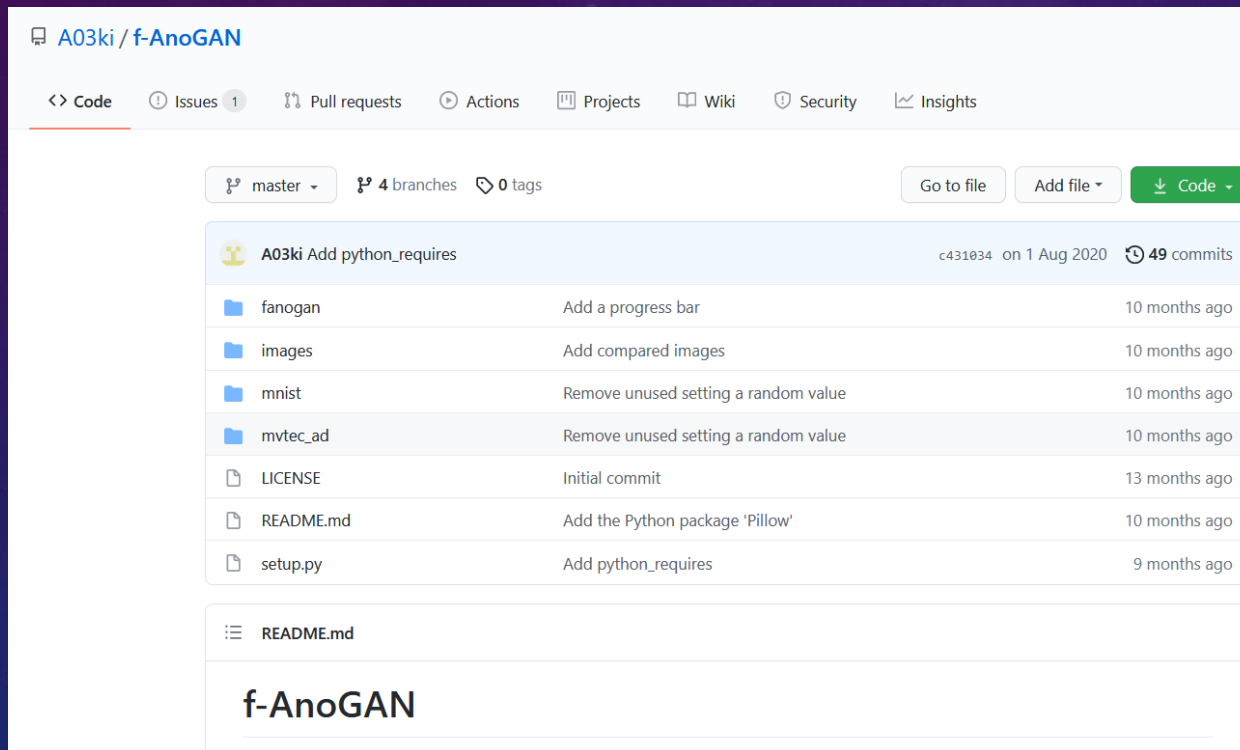 A03ki / f-AnoGAN
Code Issues 1 Pull requests Actions Projects Wiki Security Insights
master 4 branches 0 tags Go to file Add file Code
A03ki Add python_requires c431034 on 1 Aug 2020 49 commits
fanogan Add a progress bar 10 months ago
images Add compared images 10 months ago
mnist Remove unused setting a random value 10 months ago
mvtec_ad Remove unused setting a random value 10 months ago
LICENSE Initial commit 13 months ago
README.md Add the Python package 'Pillow' 10 months ago
setup.py Add python_requires 9 months ago
README.md
f-AnoGAN